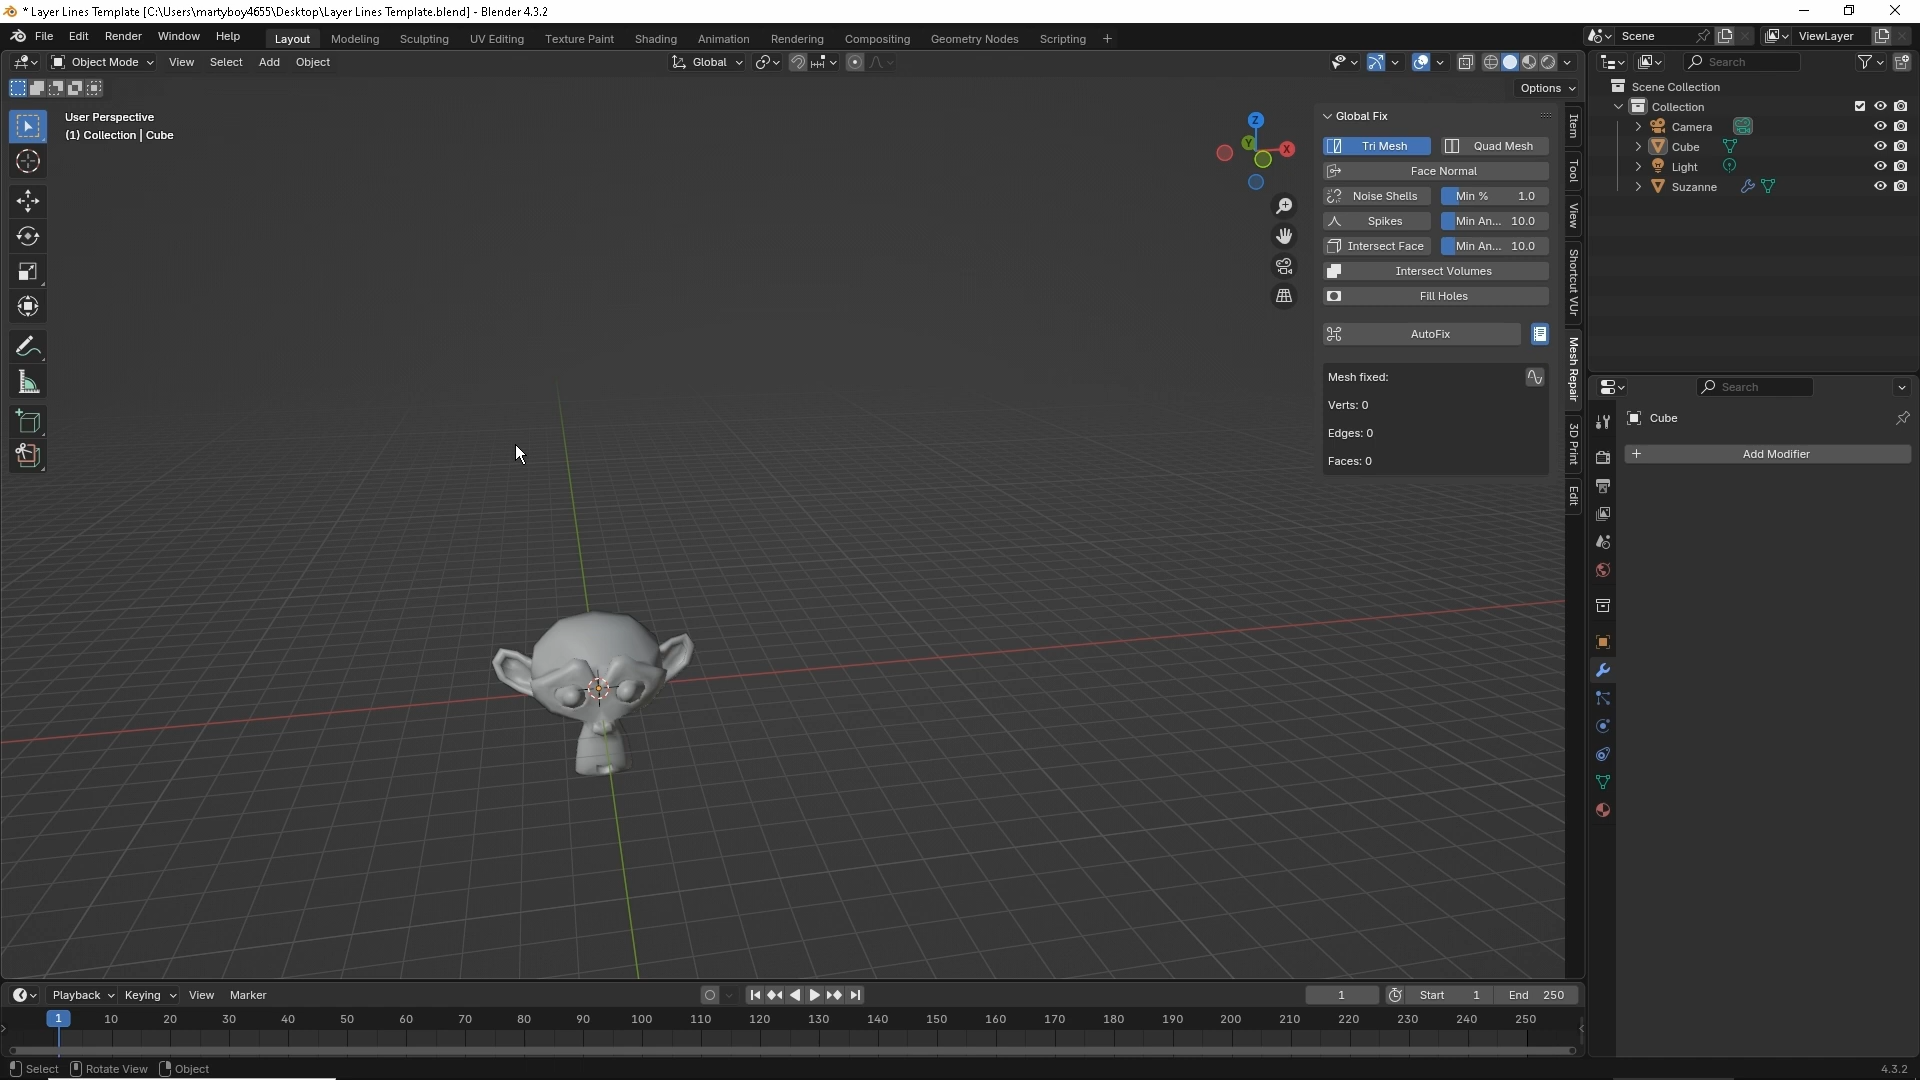 * Layer Lines Template [C:\Users\martyboy4655\Desktop\Layer Lines Template.blend] - Blender 4.3.2
File Edit Render Window Help Layout Modeling Sculpting UV Editing Texture Paint Shading Animation Rendering Compositing Geometry Nodes Scripting + Scene ViewLayer
Object Mode View Select Add Object Global Search
Options
User Perspective
(1) Collection | Cube
Z
Y
X
Global Fix
Tri Mesh Quad Mesh
Face Normal
Noise Shells Min % 1.0
Spikes Min An... 10.0
Intersect Face Min An... 10.0
Intersect Volumes
Fill Holes
AutoFix
Mesh fixed:
Verts: 0
Edges: 0
Faces: 0
Item
Tool
View
Shortcut VUr
Mesh Repair
3D Print
Edit
Scene Collection
Collection
Camera
Cube
Light
Suzanne
Search
Cube
+ Add Modifier
Playback Keying View Marker 1 Start 1 End 250
1 10 20 30 40 50 60 70 80 90 100 110 120 130 140 150 160 170 180 190 200 210 220 230 240 250
Select Rotate View Object 4.3.2